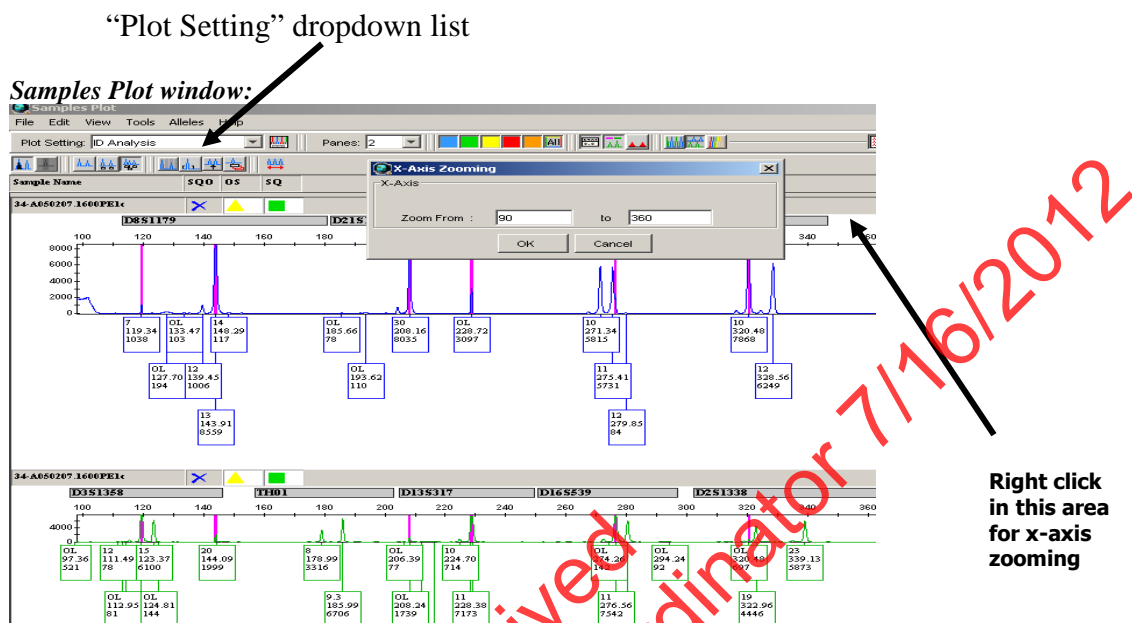 “Plot Setting” dropdown list
Samples Plot window:
Samples Plot
File Edit View Tools Alleles Help
Plot Setting: ID Analysis Panes: 2 All
X-Axis Zooming
X-Axis
Zoom From : 90 to 360
OK Cancel
Sample Name SQO OS SQ
34-A050207.1600PE1c
D8S1179 D21S
100 120 140 160 180 340
8000
6000
4000
2000
7 OL 14 OL 30 OL 10 10
119.34 133.47 148.29 185.66 208.16 228.72 271.34 320.48
1038 103 117 78 8035 3097 5815 7868
OL 12 OL 11 12
127.70 139.45 193.62 275.41 328.56
194 1006 110 5731 6249
13 12
143.91 279.85
8559 84
34-A050207.1600PE1c
D3S1358 TH01 D13S317 D16S539 D2S1338
100 120 140 160 180 200 220 240 260 280 300 320 340 360
4000
0
OL 12 15 20 8 OL 10 OL OL OL 23
97.36 111.49 123.37 144.09 178.99 206.39 224.70 274.26 294.24 320.48 339.13
521 78 6100 1999 3316 77 714 142 92 697 5873
OL OL 9.3 OL 11 11 19
112.95 124.81 185.99 208.24 228.38 276.56 322.96
81 144 6706 1739 7173 7542 4446
Right click
in this area
for x-axis
zooming
7/16/2012